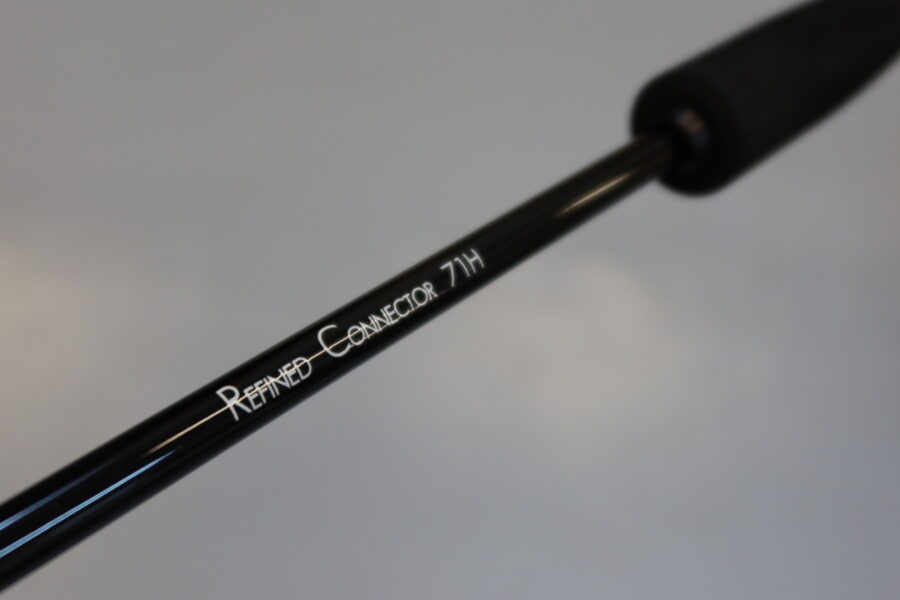 REFINED CONNECTOR 71H